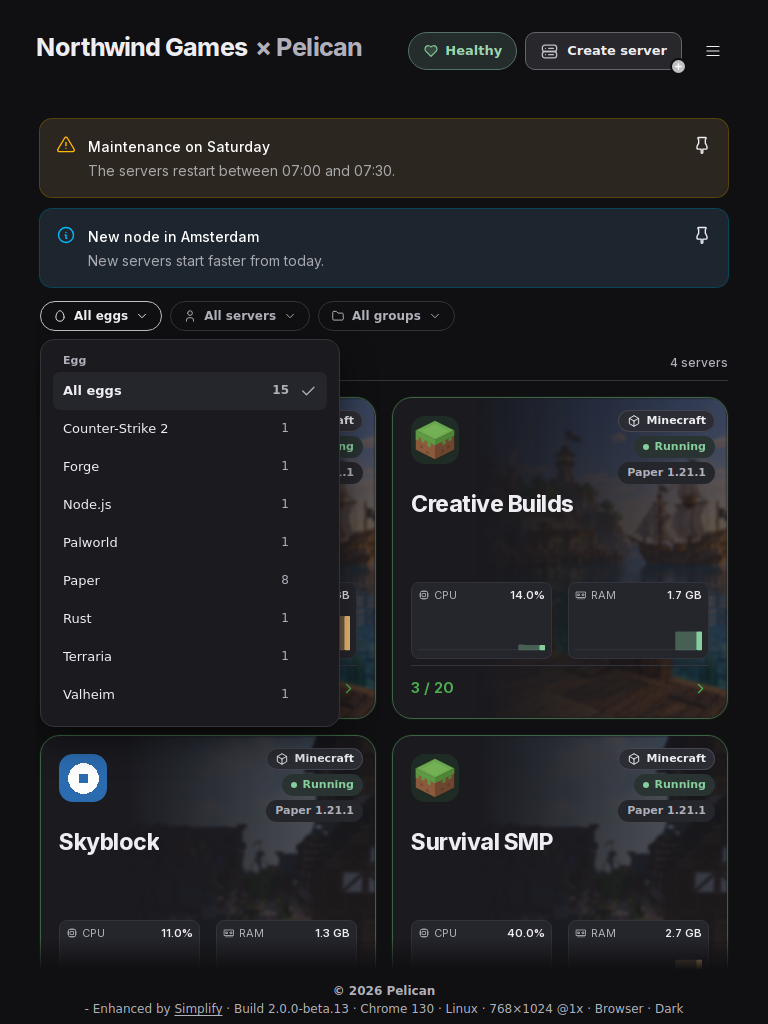 Northwind Games × Pelican
Healthy
Create server
Maintenance on Saturday
The servers restart between 07:00 and 07:30.
New node in Amsterdam
New servers start faster from today.
All eggs
All servers
All groups
4 servers
Egg
All eggs 15
Counter-Strike 2 1
Forge 1
Node.js 1
Palworld 1
Paper 8
Rust 1
Terraria 1
Valheim 1
Minecraft
Running
Paper 1.21.1
Creative Builds
CPU 14.0%
RAM 1.7 GB
3 / 20
Minecraft
Running
Paper 1.21.1
Skyblock
CPU 11.0%
RAM 1.3 GB
Minecraft
Running
Paper 1.21.1
Survival SMP
CPU 40.0%
RAM 2.7 GB
© 2026 Pelican
- Enhanced by Simplify · Build 2.0.0-beta.13 · Chrome 130 · Linux · 768×1024 @1x · Browser · Dark